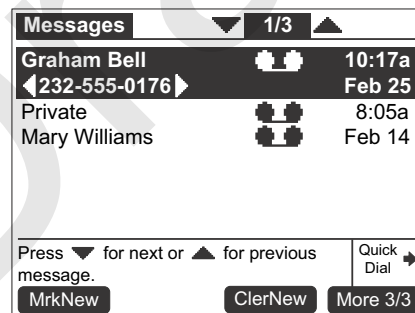 Messages 1/3
Graham Bell 10:17a
232-555-0176 Feb 25
Private 8:05a
Mary Williams Feb 14
Press for next or for previous message.
Quick Dial
MrkNew ClerNew More 3/3